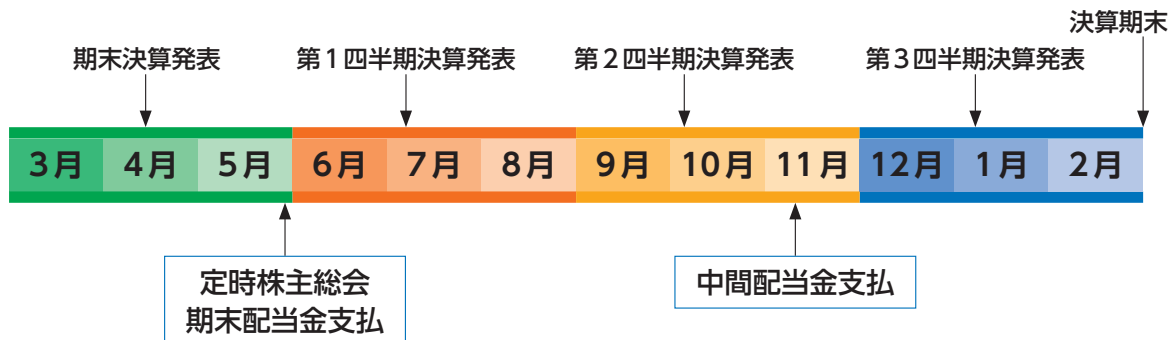 決算期末
期末決算発表
第1四半期決算発表
第2四半期決算発表
第3四半期決算発表
3月 4月 5月 6月 7月 8月 9月 10月 11月 12月 1月 2月
定時株主総会
期末配当金支払
中間配当金支払